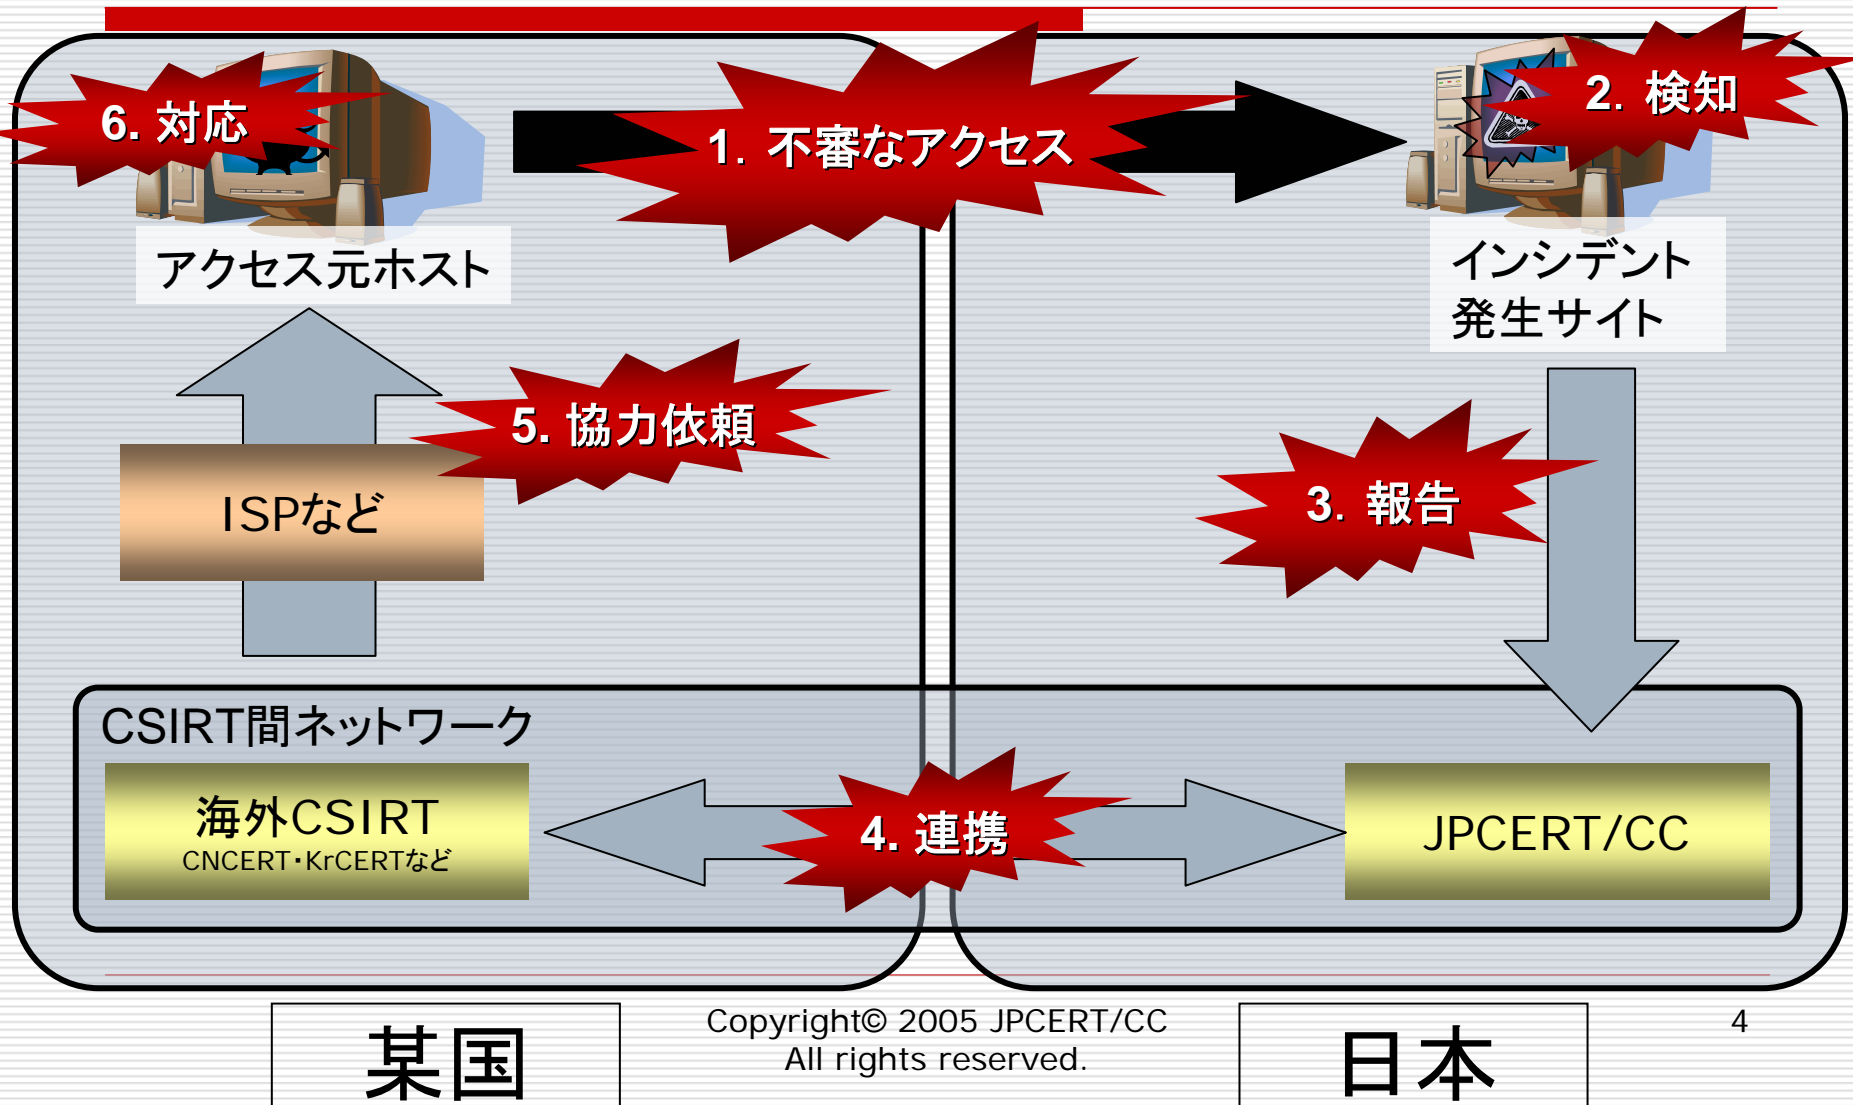 6. 対応
1. 不審なアクセス
2. 検知
アクセス元ホスト
インシデント
発生サイト
5. 協力依頼
ISPなど
3. 報告
CSIRT間ネットワーク
海外CSIRT
CNCERT・KrCERTなど
4. 連携
JPCERT/CC
某国
Copyright© 2005 JPCERT/CC
All rights reserved.
日本
4